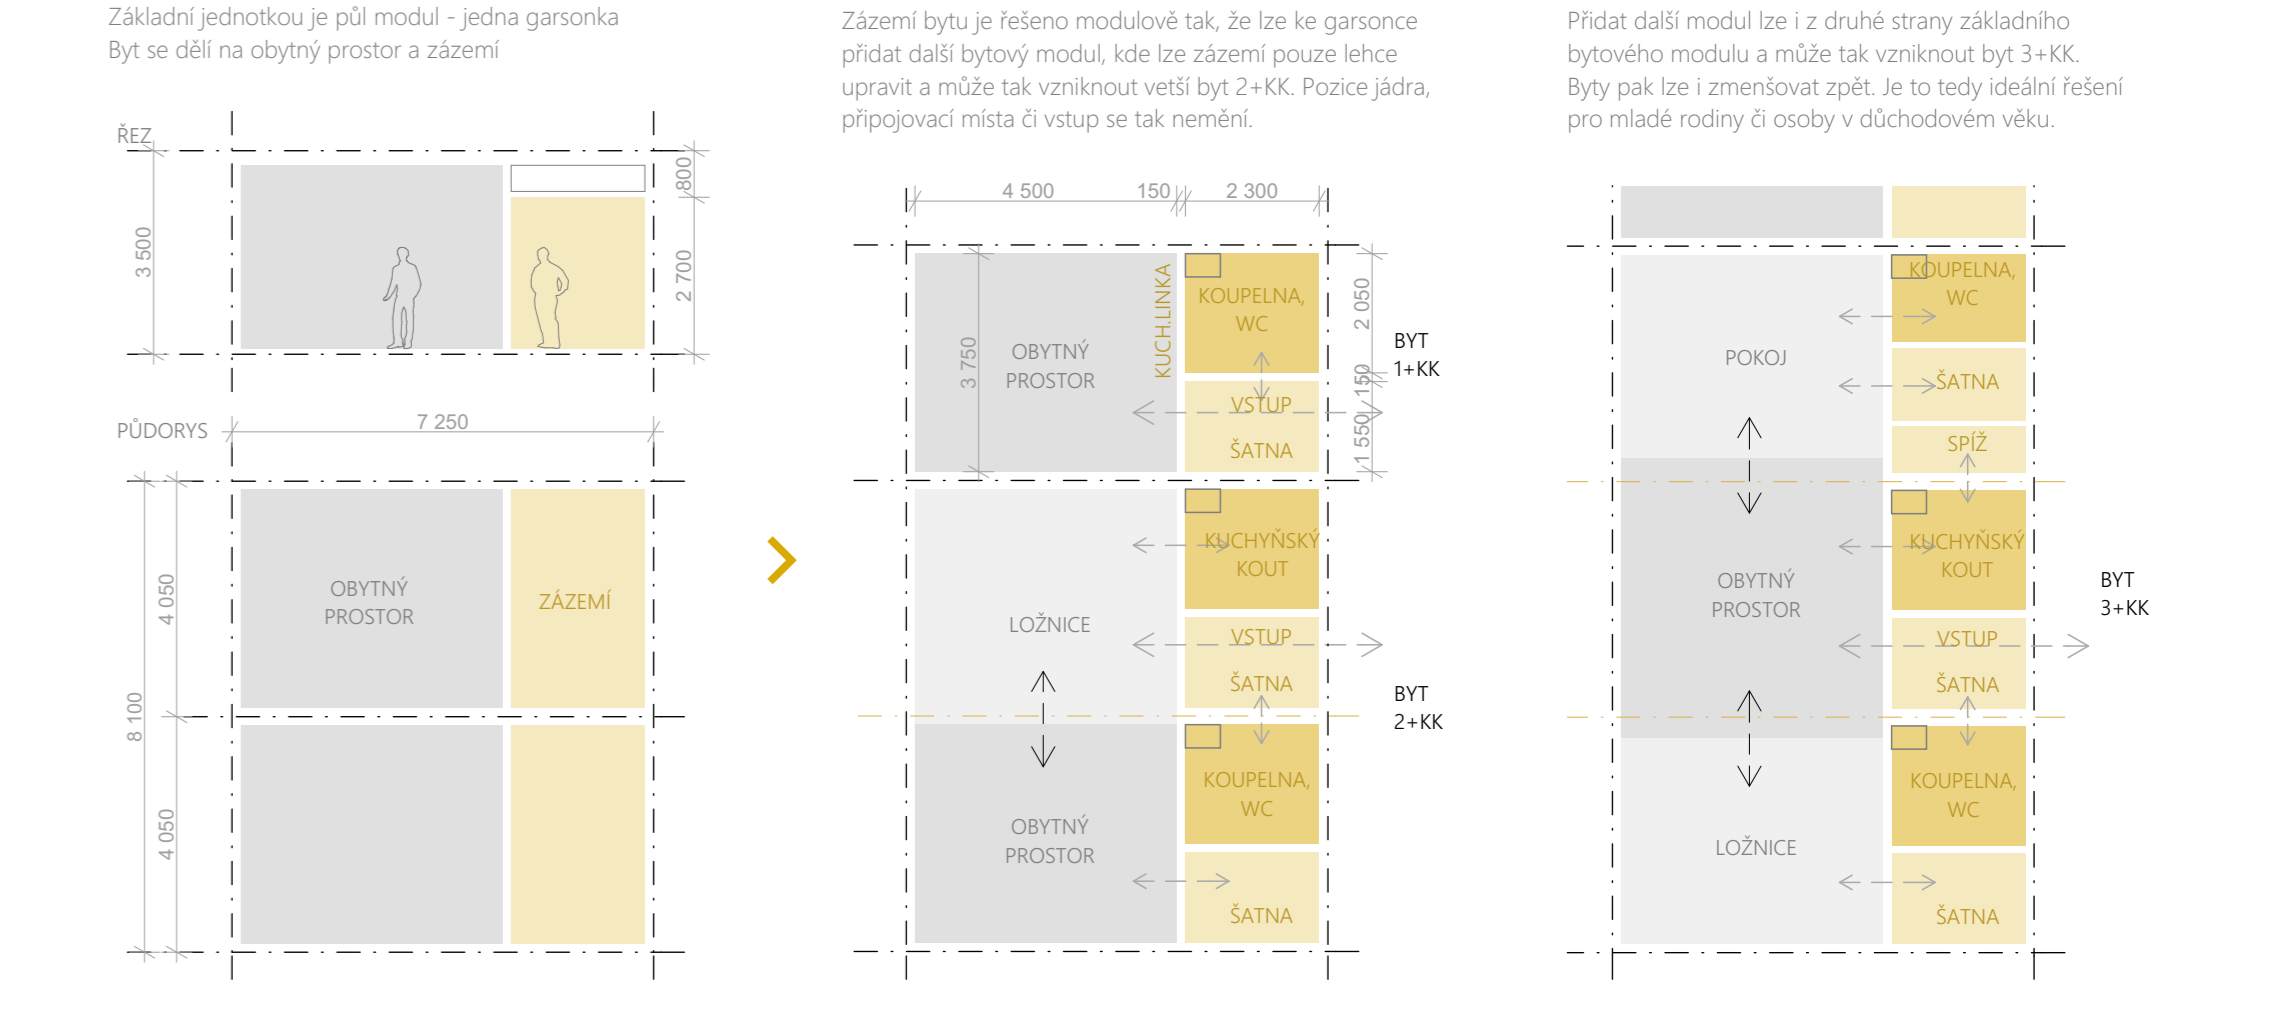 Základní jednotkou je půl modul - jedna garsonka
Byt se dělí na obytný prostor a zázemí
ŘEZ
3 500
800
2 700
PŮDORYS
7 250
8 100
4 050
4 050
OBYTNÝ
PROSTOR
ZÁZEMÍ
Zázemí bytu je řešeno modulově tak, že lze ke garsonce
přidat další bytový modul, kde lze zázemí pouze lehce
upravit a může tak vzniknout vetší byt 2+KK. Pozice jádra,
připojovací místa či vstup se tak nemění.
4 500
150
2 300
3 750
OBYTNÝ
PROSTOR
KUCH.LINKA
KOUPELNA,
WC
VSTUP
ŠATNA
2 050
150
1 550
BYT
1+KK
LOŽNICE
KUCHYŇSKÝ
KOUT
VSTUP
ŠATNA
BYT
2+KK
OBYTNÝ
PROSTOR
KOUPELNA,
WC
ŠATNA
Přidat další modul lze i z druhé strany základního
bytového modulu a může tak vzniknout byt 3+KK.
Byty pak lze i zmenšovat zpět. Je to tedy ideální řešení
pro mladé rodiny či osoby v důchodovém věku.
POKOJ
KOUPELNA,
WC
ŠATNA
SPÍŽ
OBYTNÝ
PROSTOR
KUCHYŇSKÝ
KOUT
VSTUP
ŠATNA
BYT
3+KK
LOŽNICE
KOUPELNA,
WC
ŠATNA